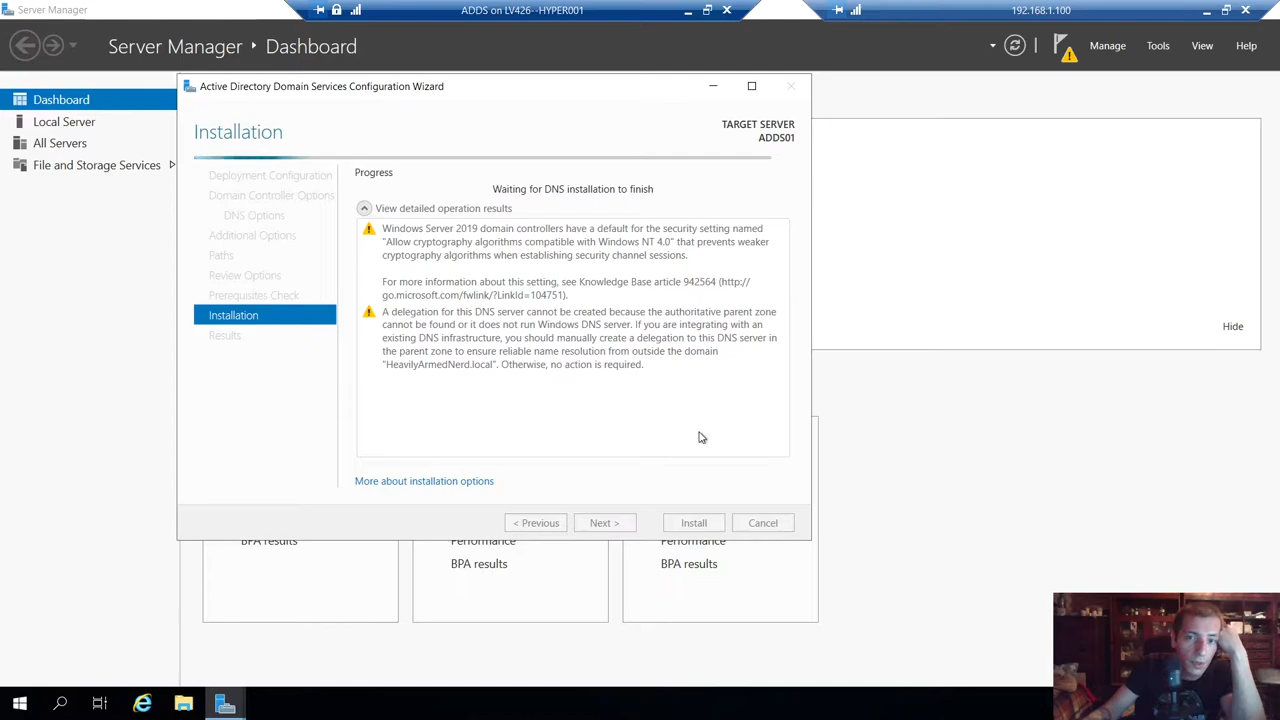 Server Manager
ADDS on LV426--HYPER001
192.168.1.100
Server Manager
Dashboard
Manage
Tools
View
Help
Dashboard
Local Server
All Servers
File and Storage Services
Active Directory Domain Services Configuration Wizard
Installation
TARGET SERVER
ADDS01
Deployment Configuration
Domain Controller Options
DNS Options
Additional Options
Paths
Review Options
Prerequisites Check
Installation
Results
Progress
Waiting for DNS installation to finish
View detailed operation results
Windows Server 2019 domain controllers have a default for the security setting named
"Allow cryptography algorithms compatible with Windows NT 4.0" that prevents weaker
cryptography algorithms when establishing security channel sessions.
For more information about this setting, see Knowledge Base article 942564 (http://
go.microsoft.com/fwlink/?LinkId=104751).
A delegation for this DNS server cannot be created because the authoritative parent zone
cannot be found or it does not run Windows DNS server. If you are integrating with an
existing DNS infrastructure, you should manually create a delegation to this DNS server in
the parent zone to ensure reliable name resolution from outside the domain
"HeavilyArmedNerd.local". Otherwise, no action is required.
More about installation options
< Previous
Next >
Install
Cancel
Hide
BPA results
Performance
BPA results
Performance
BPA results